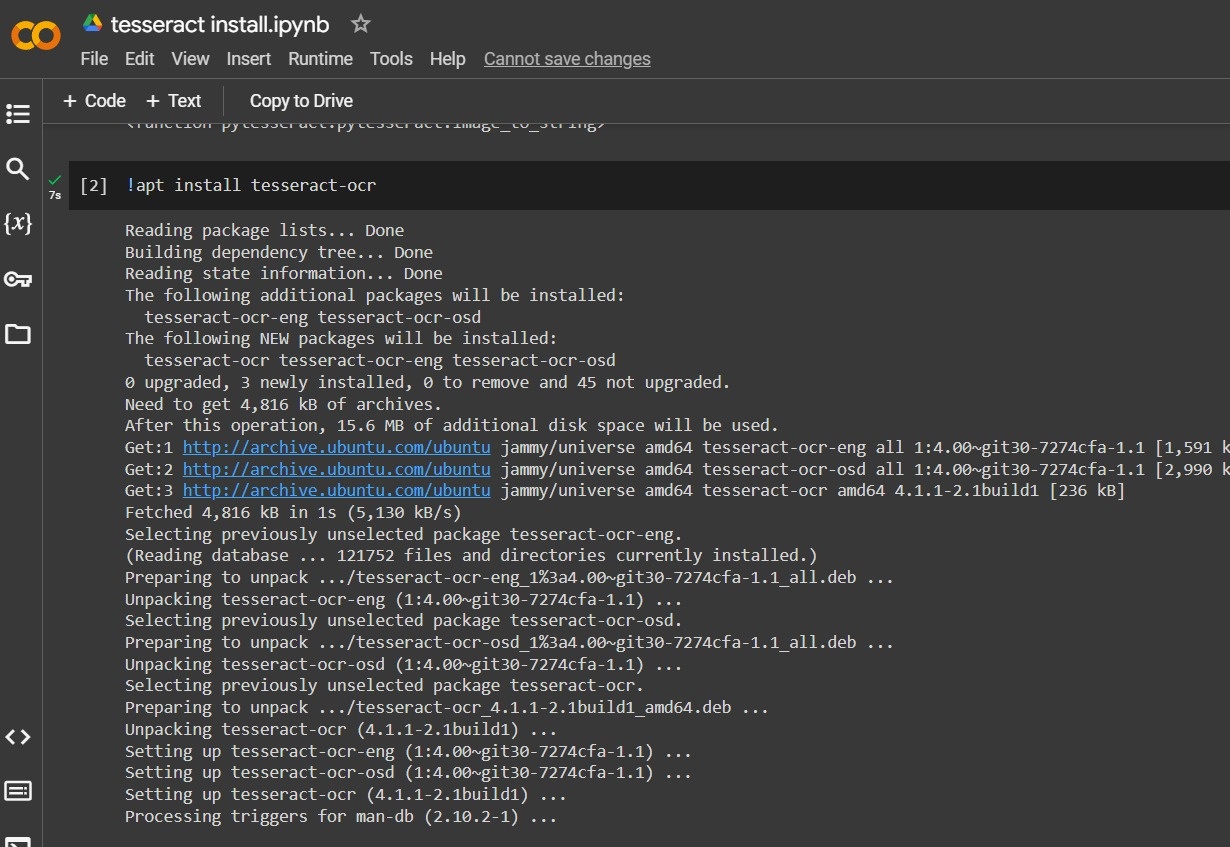 tesseract install.ipynb
File Edit View Insert Runtime Tools Help Cannot save changes
+ Code + Text Copy to Drive
<function pytesseract.pytesseract.image_to_string>
7s
[2] !apt install tesseract-ocr
{x}
Reading package lists... Done
Building dependency tree... Done
Reading state information... Done
The following additional packages will be installed:
tesseract-ocr-eng tesseract-ocr-osd
The following NEW packages will be installed:
tesseract-ocr tesseract-ocr-eng tesseract-ocr-osd
0 upgraded, 3 newly installed, 0 to remove and 45 not upgraded.
Need to get 4,816 kB of archives.
After this operation, 15.6 MB of additional disk space will be used.
Get:1 http://archive.ubuntu.com/ubuntu jammy/universe amd64 tesseract-ocr-eng all 1:4.00~git30-7274cfa-1.1 [1,591 k
Get:2 http://archive.ubuntu.com/ubuntu jammy/universe amd64 tesseract-ocr-osd all 1:4.00~git30-7274cfa-1.1 [2,990 k
Get:3 http://archive.ubuntu.com/ubuntu jammy/universe amd64 tesseract-ocr amd64 4.1.1-2.1build1 [236 kB]
Fetched 4,816 kB in 1s (5,130 kB/s)
Selecting previously unselected package tesseract-ocr-eng.
(Reading database ... 121752 files and directories currently installed.)
Preparing to unpack .../tesseract-ocr-eng_1%3a4.00~git30-7274cfa-1.1_all.deb ...
Unpacking tesseract-ocr-eng (1:4.00~git30-7274cfa-1.1) ...
Selecting previously unselected package tesseract-ocr-osd.
Preparing to unpack .../tesseract-ocr-osd_1%3a4.00~git30-7274cfa-1.1_all.deb ...
Unpacking tesseract-ocr-osd (1:4.00~git30-7274cfa-1.1) ...
Selecting previously unselected package tesseract-ocr.
Preparing to unpack .../tesseract-ocr_4.1.1-2.1build1_amd64.deb ...
Unpacking tesseract-ocr (4.1.1-2.1build1) ...
Setting up tesseract-ocr-eng (1:4.00~git30-7274cfa-1.1) ...
Setting up tesseract-ocr-osd (1:4.00~git30-7274cfa-1.1) ...
Setting up tesseract-ocr (4.1.1-2.1build1) ...
Processing triggers for man-db (2.10.2-1) ...